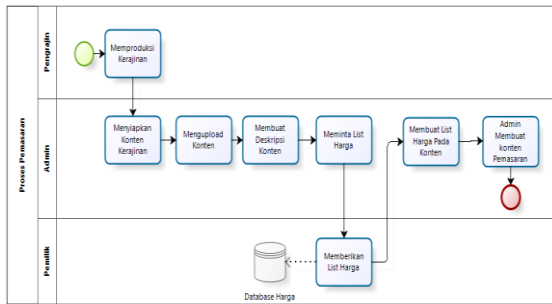 Proses Pemasaran
Pengrajin
Memproduksi
Kerajinan
Admin
Menyiapkan
Konten
Kerajinan
Mengupload
Konten
Membuat
Deskripsi
Konten
Meminta List
Harga
Membuat List
Harga Pada
Konten
Admin
Membuat
konten
Pemasaran
Pemilik
Database Harga
Memberikan
List Harga